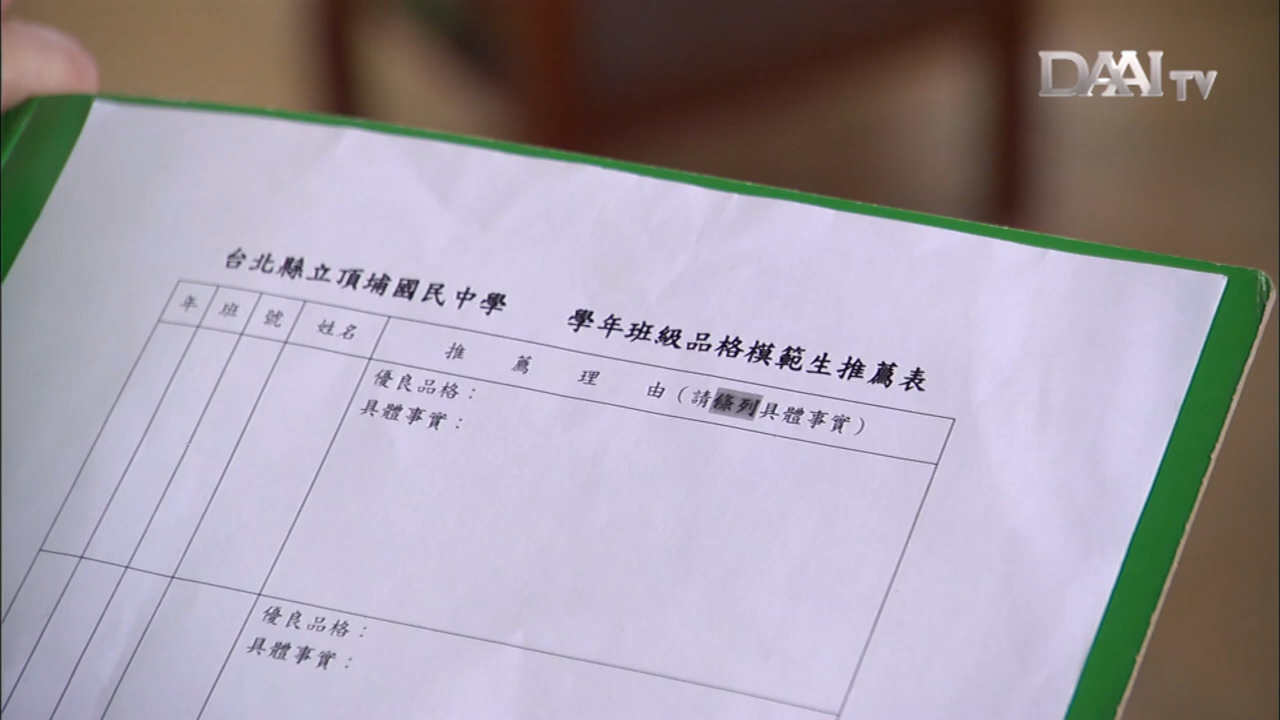 DAAI TV
台北縣立頂埔國民中學 學年班級品格模範生推薦表
年 班 號 姓名 推薦理由(請條列具體事實)
優良品格:
具體事實:
優良品格:
具體事實: